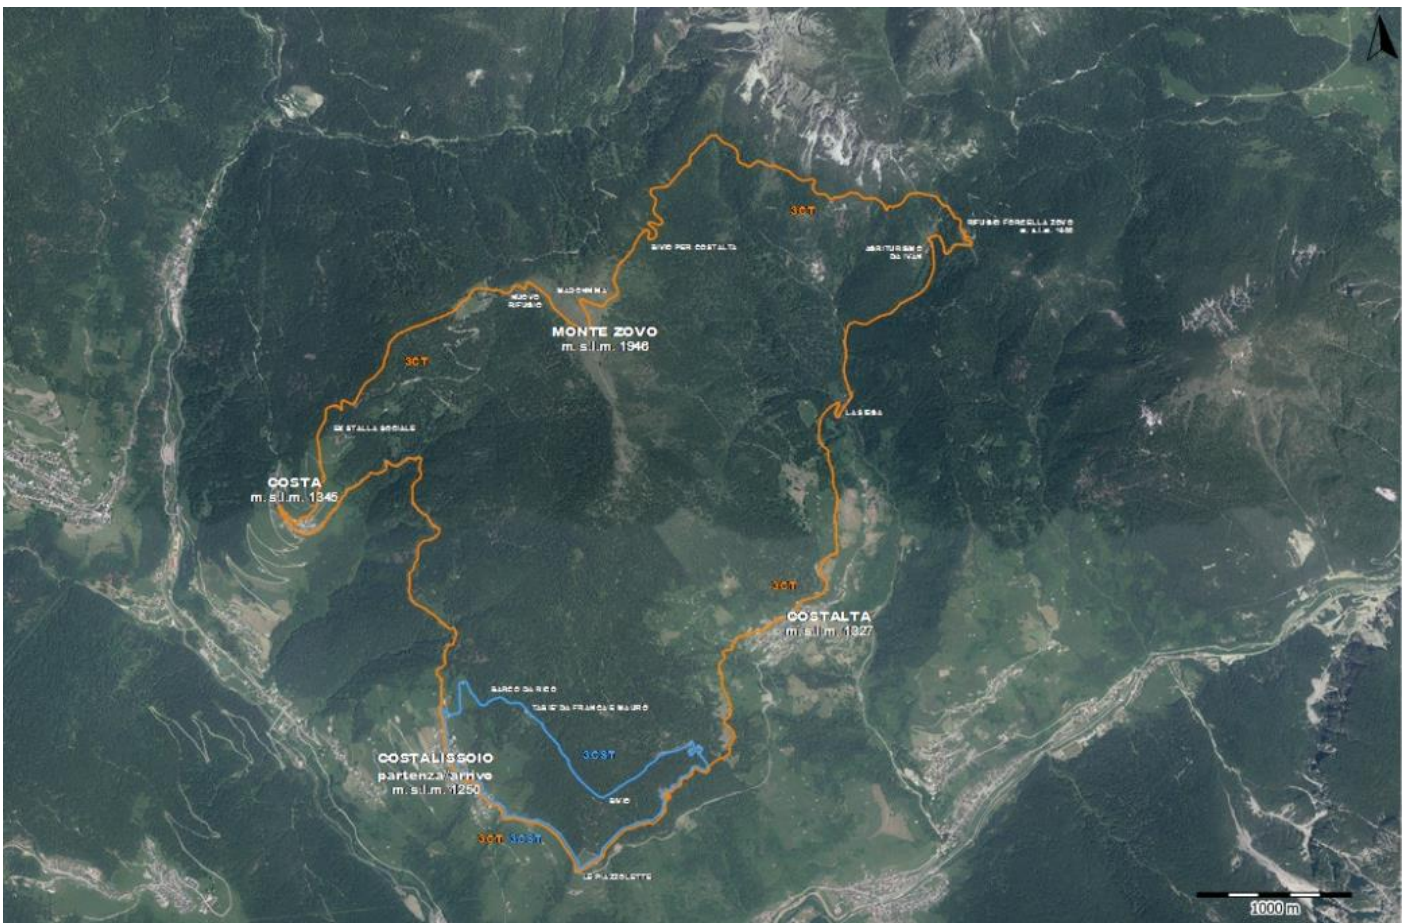 3CT
RIFUGIO FORCELLA ZOVO
BIVIO PER COSTALTA
AGRITURISMO
DA IVAN
MADONNINA
NUOVO
RIFUGIO
MONTE ZOVO
m. s.l.m. 1946
3CT
LA SIEGA
EX STALLA SOCIALE
COSTA
m. s.l.m. 1345
3CT
COSTALTA
m. s.l.m. 1327
BARCO DA RICO
3CST
COSTALISSOIO
partenza/arrivo
m. s.l.m. 1250
BIVIO
3CT 3CST
LE PIAZZOLETTE
1000 m